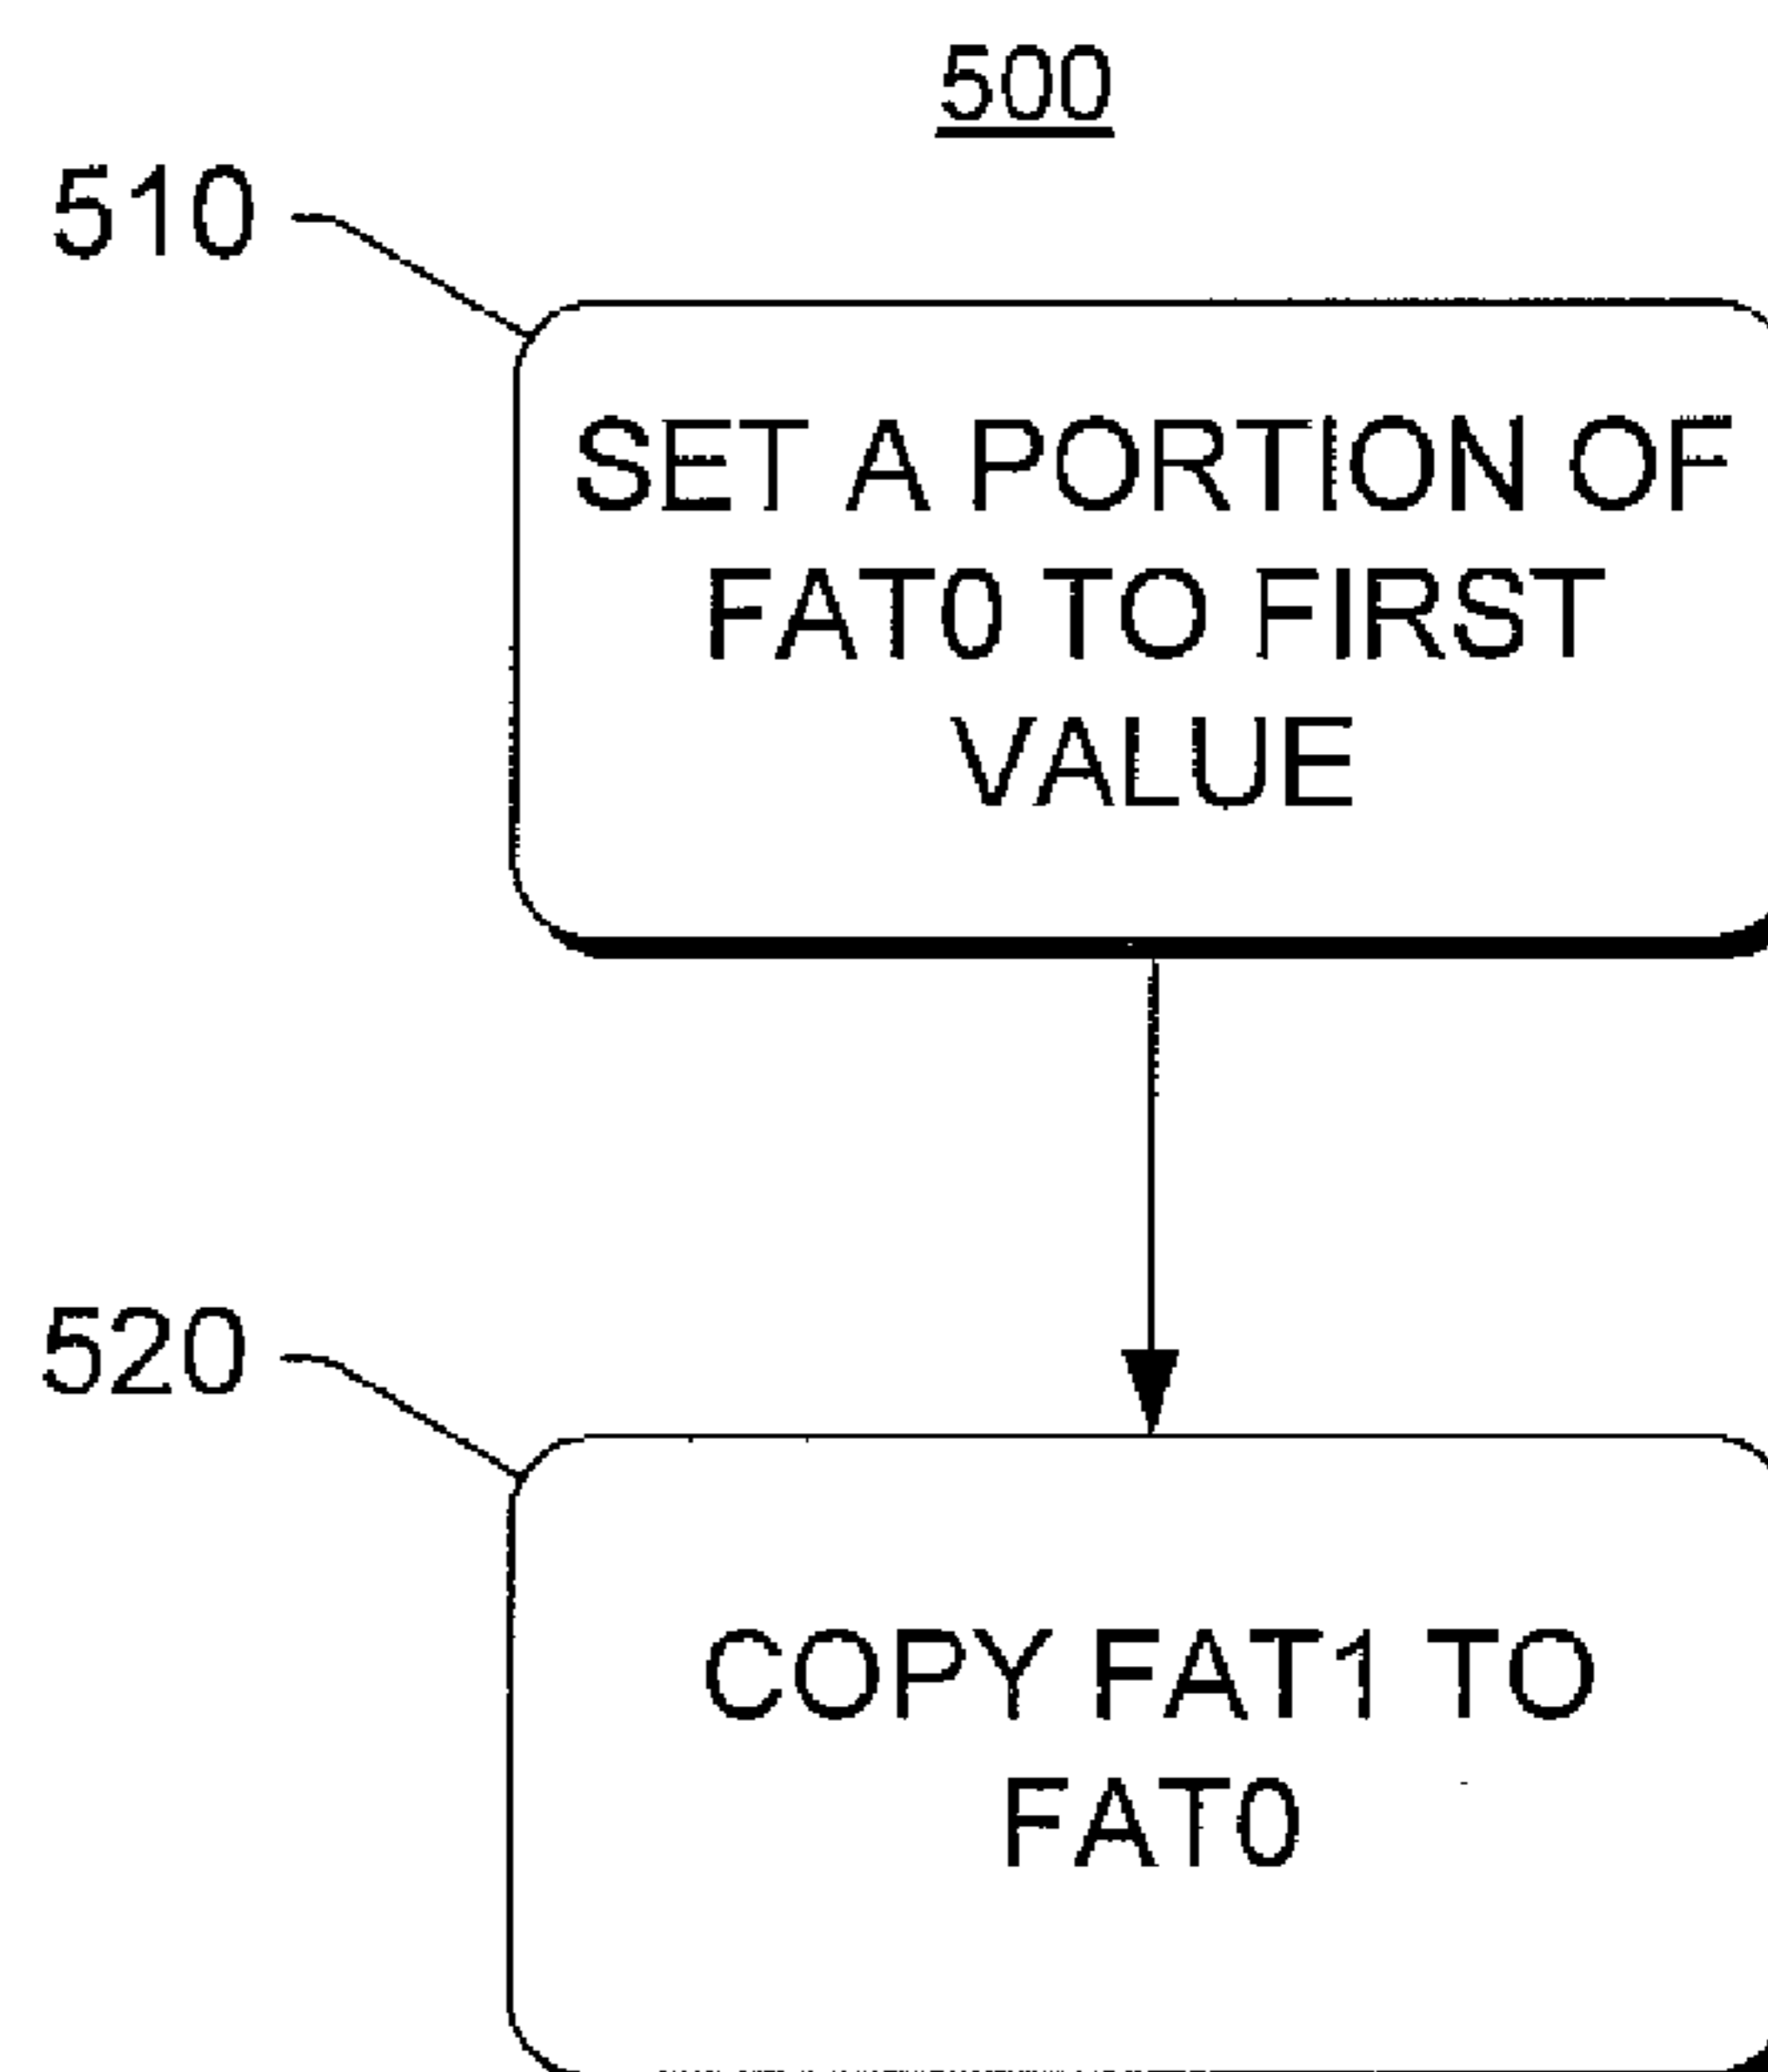 500
510
SET A PORTION OF
FAT0 TO FIRST
VALUE
520
COPY FAT1 TO
FAT0